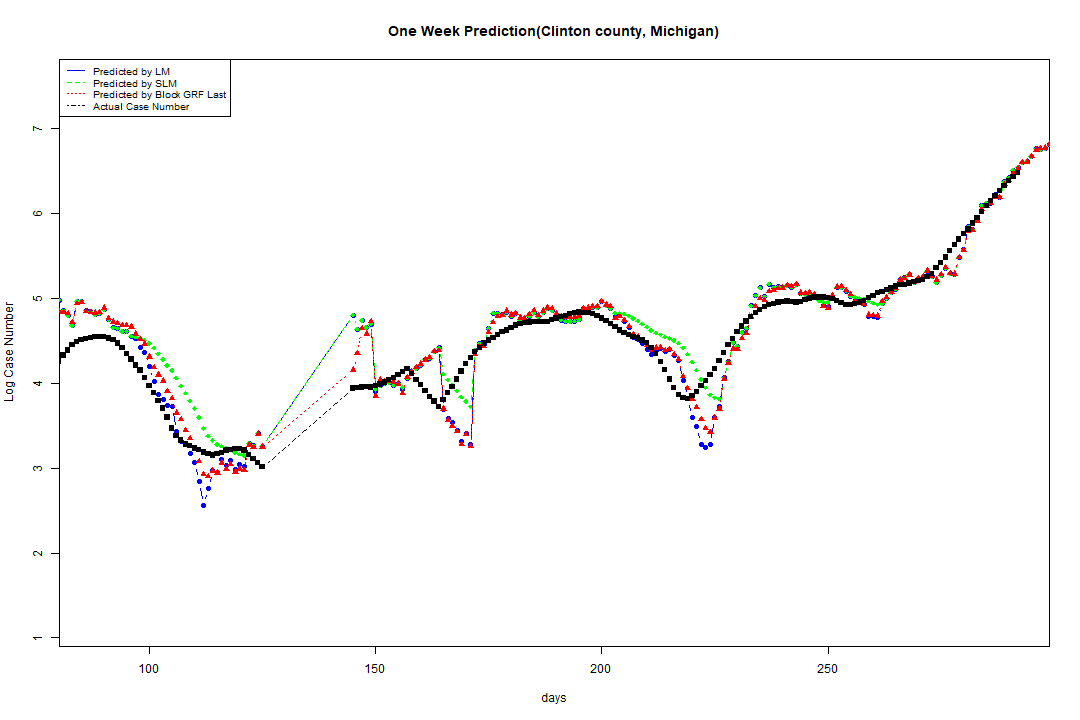 One Week Prediction(Clinton county, Michigan)
Predicted by LM
Predicted by SLM
Predicted by Block GRF Last
Actual Case Number
Log Case Number
7
6
5
4
3
2
1
100 150 200 250
days